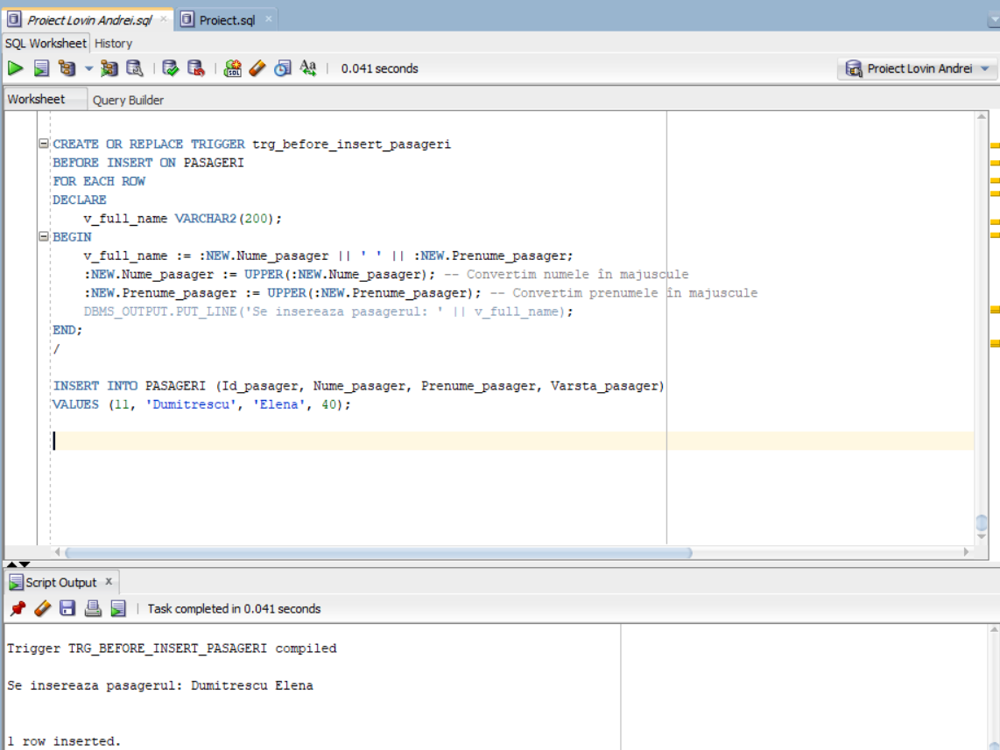 Proiect Lovin Andrei.sql × Proiect.sql ×
SQL Worksheet History
0.041 seconds Proiect Lovin Andrei
Worksheet Query Builder
CREATE OR REPLACE TRIGGER trg_before_insert_pasageri
BEFORE INSERT ON PASAGERI
FOR EACH ROW
DECLARE
    v_full_name VARCHAR2(200);
BEGIN
    v_full_name := :NEW.Nume_pasager || ' ' || :NEW.Prenume_pasager;
    :NEW.Nume_pasager := UPPER(:NEW.Nume_pasager); -- Convertim numele în majuscule
    :NEW.Prenume_pasager := UPPER(:NEW.Prenume_pasager); -- Convertim prenumele în majuscule
    DBMS_OUTPUT.PUT_LINE('Se insereaza pasagerul: ' || v_full_name);
END;
/
INSERT INTO PASAGERI (Id_pasager, Nume_pasager, Prenume_pasager, Varsta_pasager)
VALUES (11, 'Dumitrescu', 'Elena', 40);
Script Output x
Task completed in 0.041 seconds
Trigger TRG_BEFORE_INSERT_PASAGERI compiled
Se insereaza pasagerul: Dumitrescu Elena
1 row inserted.